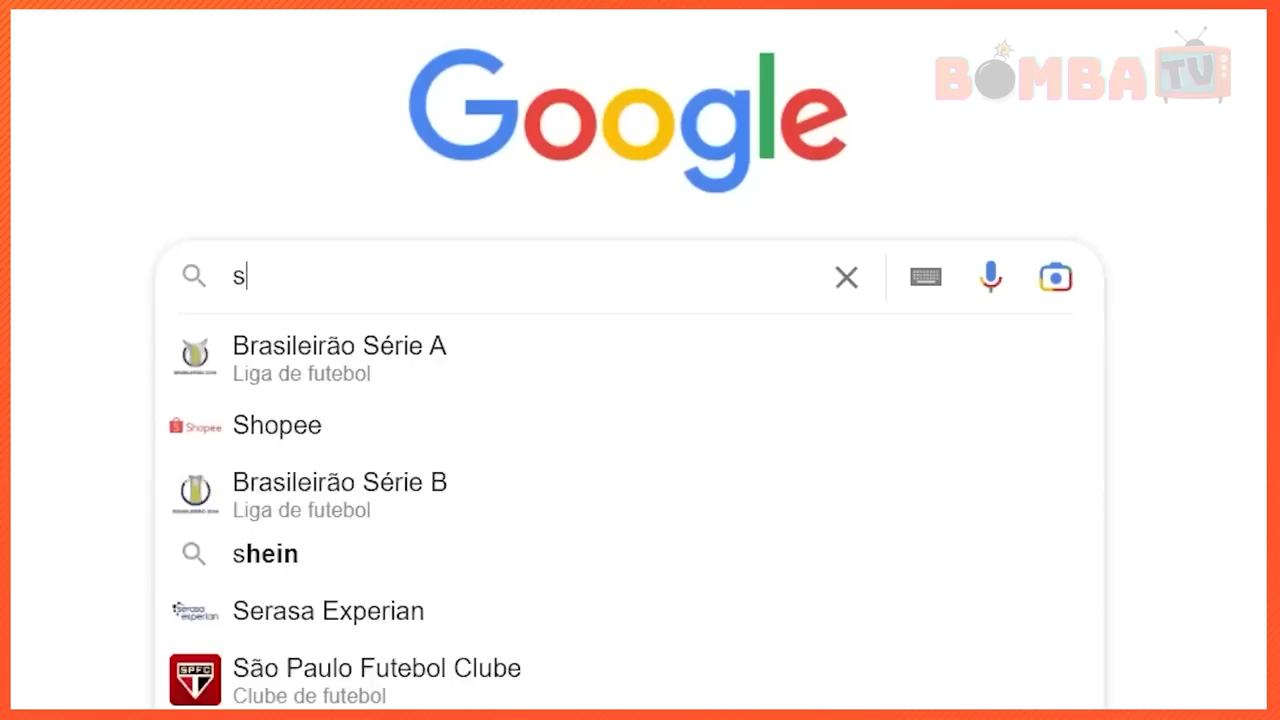 Google
BOMBA TV
s
Brasileirão Série A
Liga de futebol
Shopee
Shopee
Brasileirão Série B
Liga de futebol
shein
serasa
experian
Serasa Experian
SPFC
São Paulo Futebol Clube
Clube de futebol